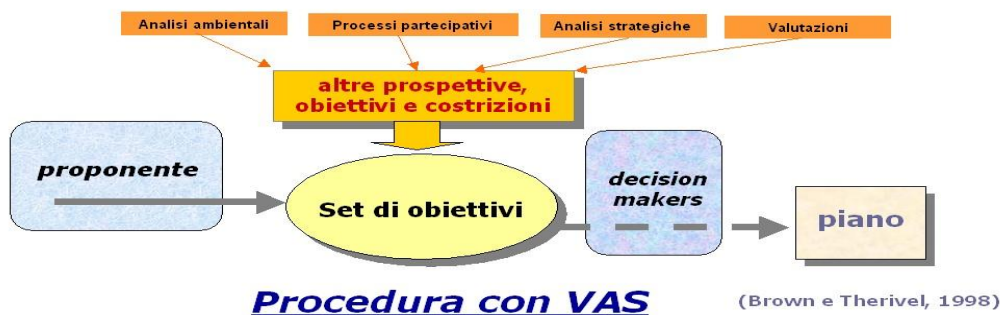 Analisi ambientali
Processi partecipativi
Analisi strategiche
Valutazioni
altre prospettive,
obiettivi e costrizioni
proponente
Set di obiettivi
decision
makers
piano
Procedura con VAS
(Brown e Therivel, 1998)